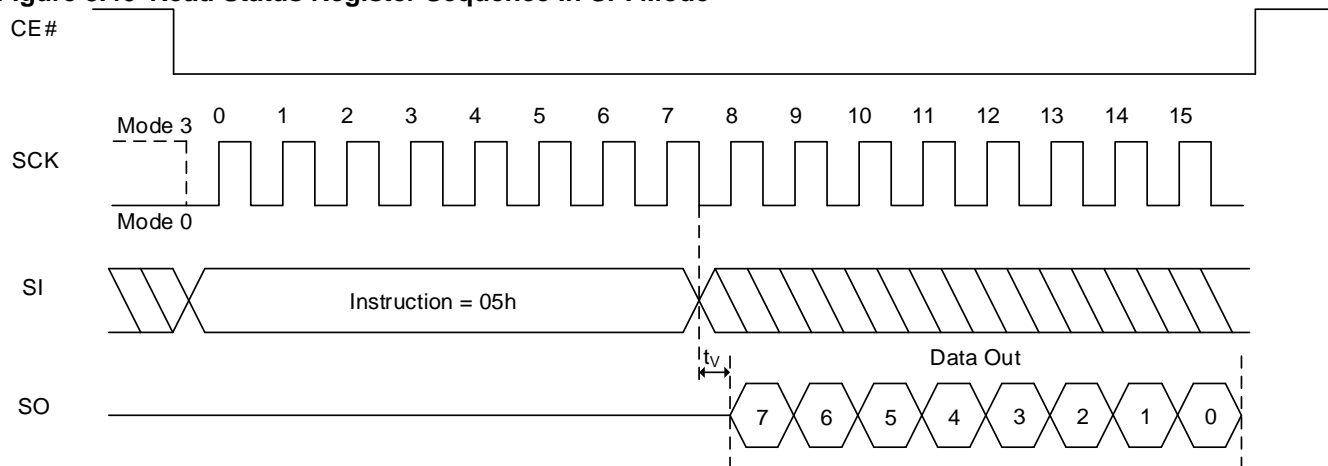 CE#
Mode 3
0 1 2 3 4 5 6 7 8 9 10 11 12 13 14 15
SCK
Mode 0
SI
Instruction = 05h
tV
Data Out
SO
7 6 5 4 3 2 1 0